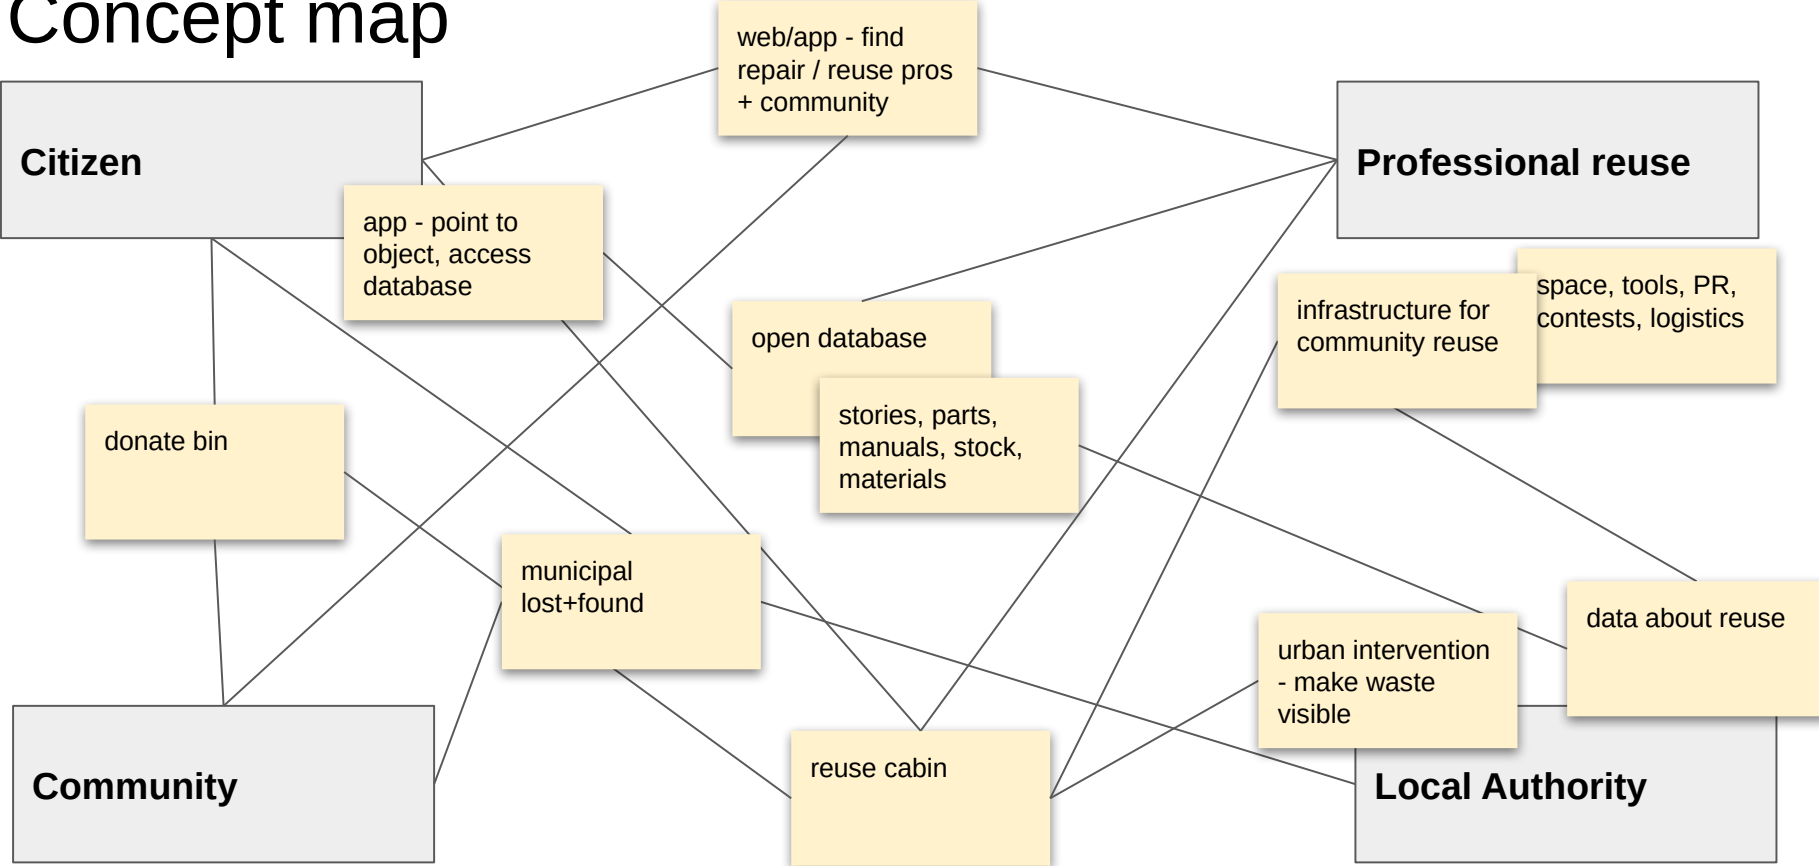 Concept map
web/app - find
repair / reuse pros
+ community
Citizen
Professional reuse
app - point to
object, access
database
space, tools, PR,
contests, logistics
infrastructure for
community reuse
open database
stories, parts,
manuals, stock,
materials
donate bin
municipal
lost+found
data about reuse
urban intervention
- make waste
visible
reuse cabin
Community
Local Authority